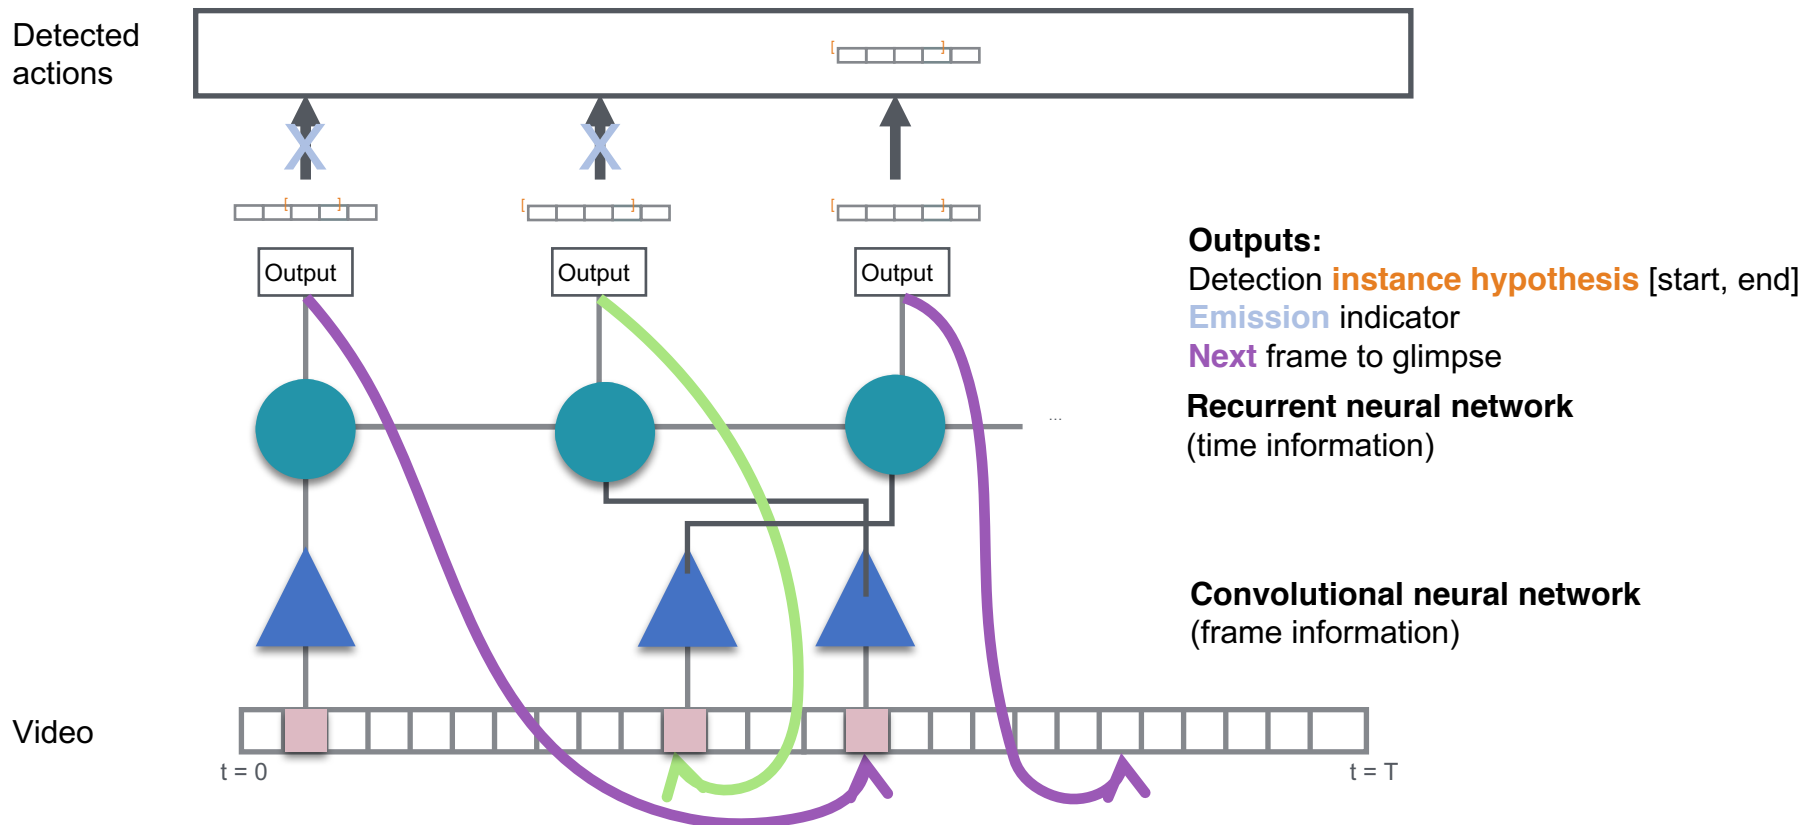 Detected
actions
[ ]
X X
[ ] [ ] [ ]
Output Output Output
Outputs:
Detection instance hypothesis [start, end]
Emission indicator
Next frame to glimpse
...
Recurrent neural network
(time information)
Convolutional neural network
(frame information)
Video
t = 0
t = T